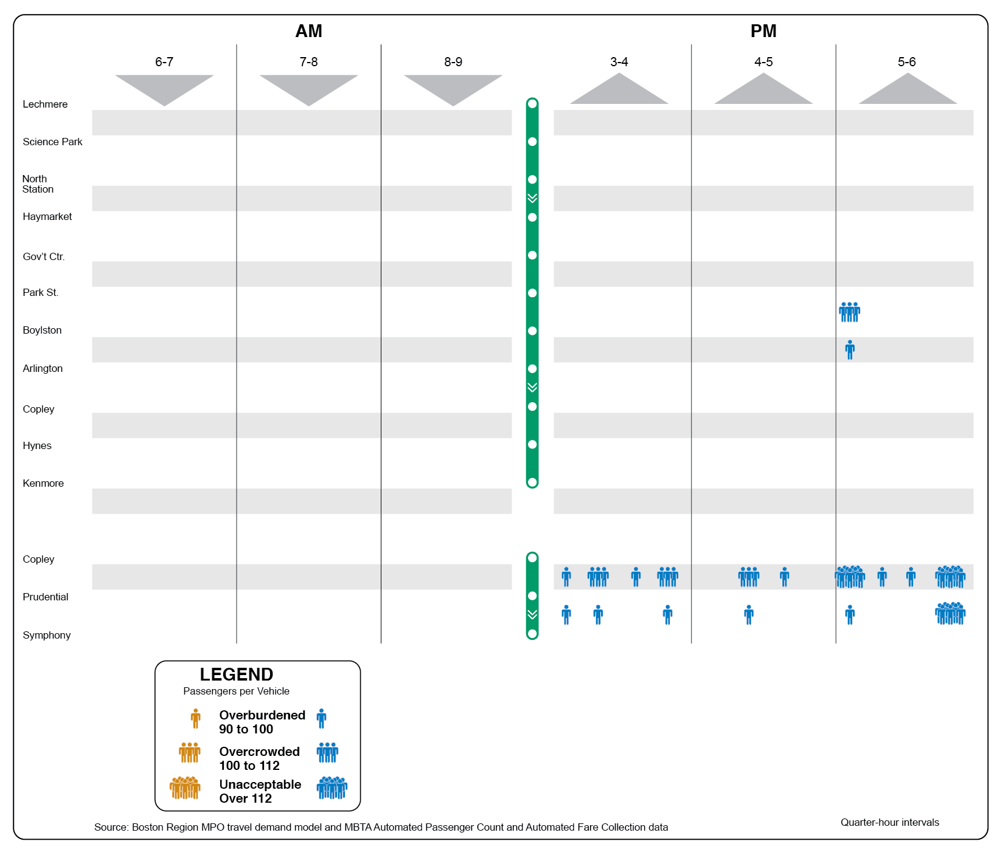 AM
PM
6-7
7-8
8-9
3-4
4-5
5-6
Lechmere
Science Park
North
Station
Haymarket
Gov’t Ctr.
Park St.
Boylston
Arlington
Copley
Hynes
Kenmore
Copley
Prudential
Symphony
LEGEND
Passengers per Vehicle
Overburdened
90 to 100
Overcrowded
100 to 112
Unacceptable
Over 112
Source: Boston Region MPO travel demand model and MBTA Automated Passenger Count and Automated Fare Collection data
Quarter-hour intervals